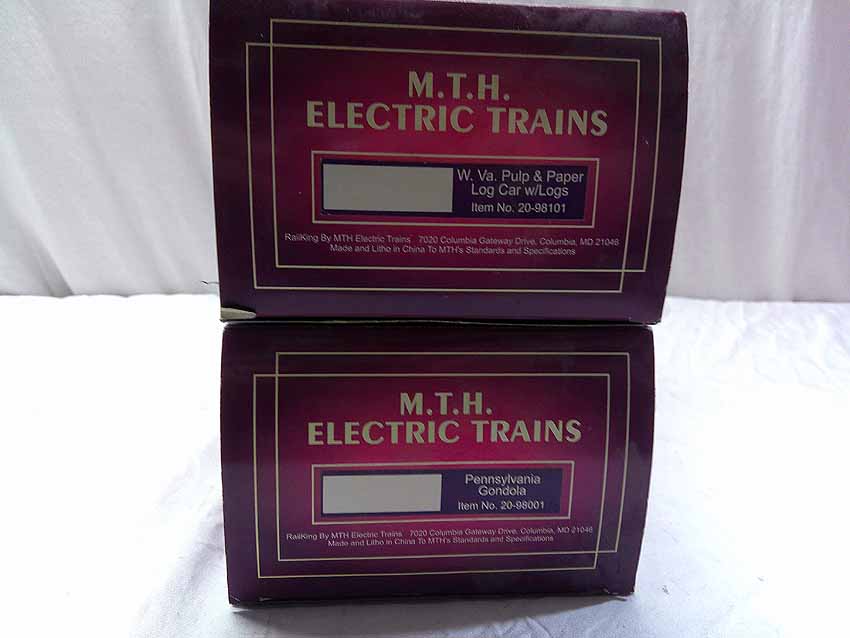 M.T.H.
ELECTRIC TRAINS
W. Va. Pulp & Paper
Log Car w/Logs
Item No. 20-98101
RailKing By MTH Electric Trains 7020 Columbia Gateway Drive, Columbia, MD 21046
Made and Litho in China To MTH's Standards and Specifications
M.T.H.
ELECTRIC TRAINS
Pennsylvania
Gondola
Item No. 20-98001
RailKing By MTH Electric Trains 7020 Columbia Gateway Drive, Columbia, MD 21046
Made and Litho in China To MTH's Standards and Specifications